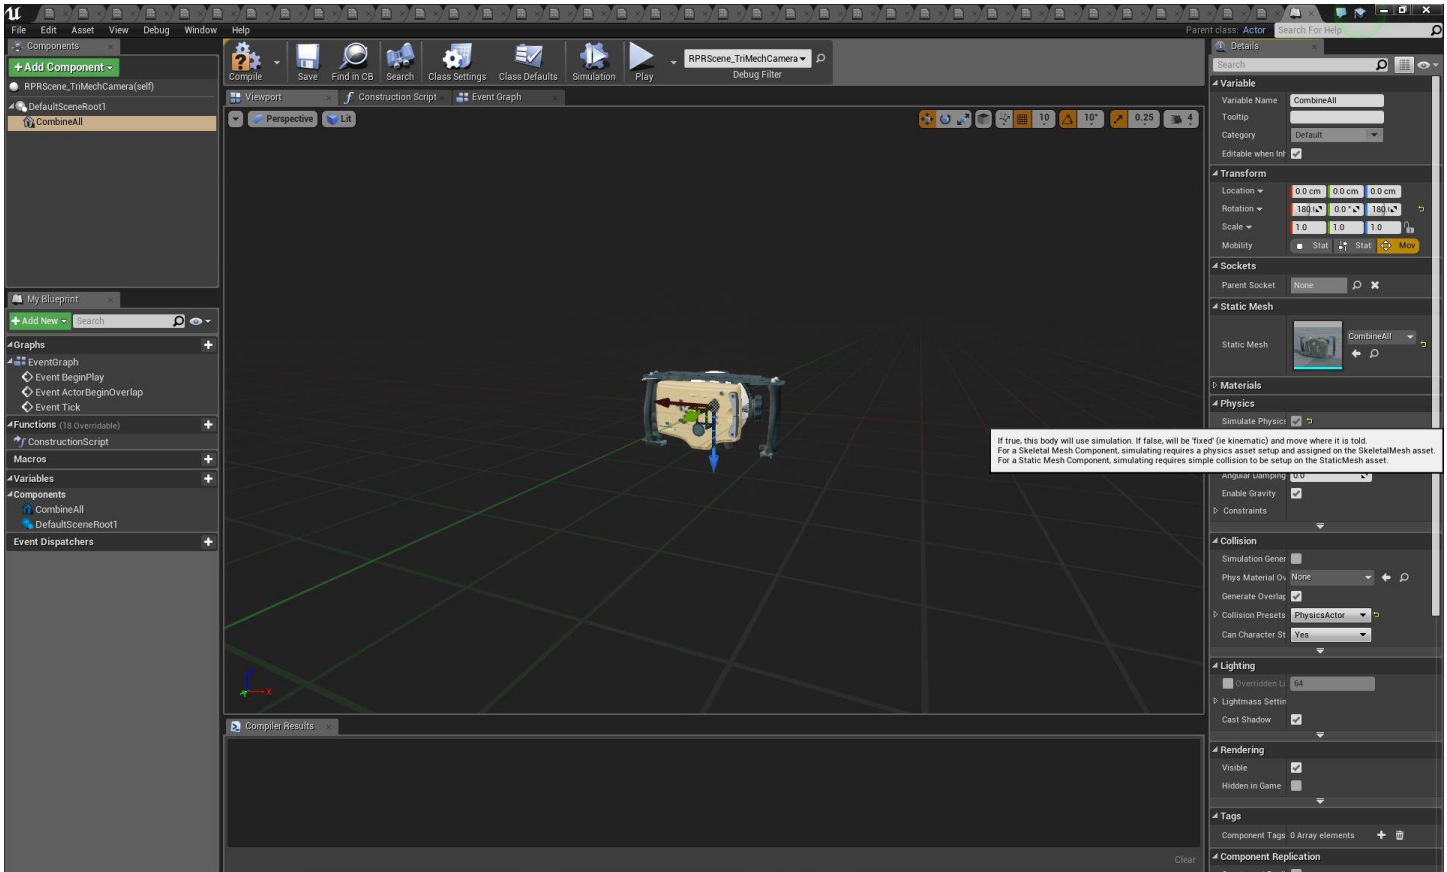 File Edit Asset View Debug Window Help
Parent class: Actor Search For Help
Components
+Add Component
RPRScene_TriMechCamera(self)
DefaultSceneRoot1
CombineAll
Compile Save Find in CB Search Class Settings Class Defaults Simulation Play
RPRScene_TriMechCamera
Debug Filter
Viewport Construction Script Event Graph
Perspective Lit
10 10° 0.25 4
X
My Blueprint
+Add New Search
Graphs
EventGraph
Event BeginPlay
Event ActorBeginOverlap
Event Tick
Functions (18 Overridable)
ConstructionScript
Macros
Variables
Components
CombineAll
DefaultSceneRoot1
Event Dispatchers
Compiler Results
Clear
Details
Search
Variable
Variable Name CombineAll
Tooltip
Category Default
Editable when Inh
Transform
Location 0.0 cm 0.0 cm 0.0 cm
Rotation 180. 0.0 ° 180.
Scale 1.0 1.0 1.0
Mobility Stat Stat Mov
Sockets
Parent Socket None
Static Mesh
Static Mesh CombineAll
Materials
Physics
Simulate Physics
If true, this body will use simulation. If false, will be 'fixed' (ie kinematic) and move where it is told.
For a Skeletal Mesh Component, simulating requires a physics asset setup and assigned on the SkeletalMesh asset.
For a Static Mesh Component, simulating requires simple collision to be setup on the StaticMesh asset.
Angular Damping 0.0
Enable Gravity
Constraints
Collision
Simulation Gener
Phys Material Ov None
Generate Overlap
Collision Presets PhysicsActor
Can Character St Yes
Lighting
Overridden Li 64
Lightmass Settin
Cast Shadow
Rendering
Visible
Hidden in Game
Tags
Component Tags 0 Array elements
Component Replication